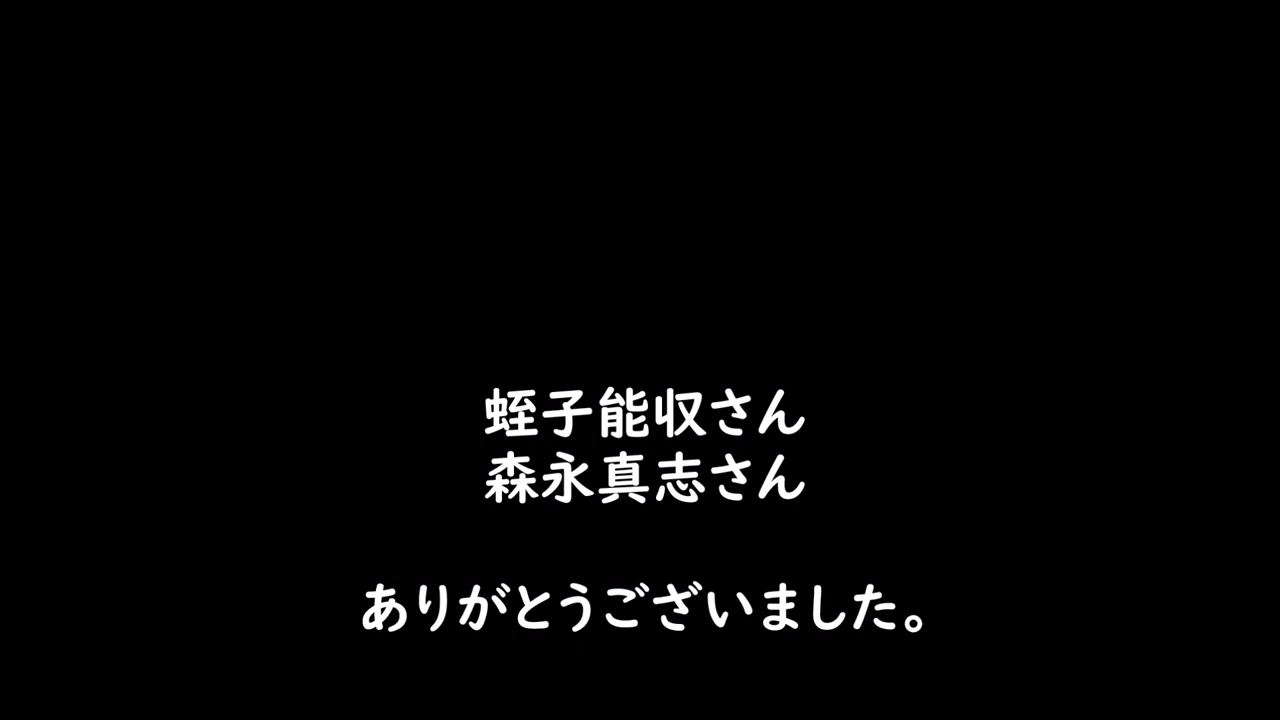 蛭子能収さん
森永真志さん
ありがとうございました。